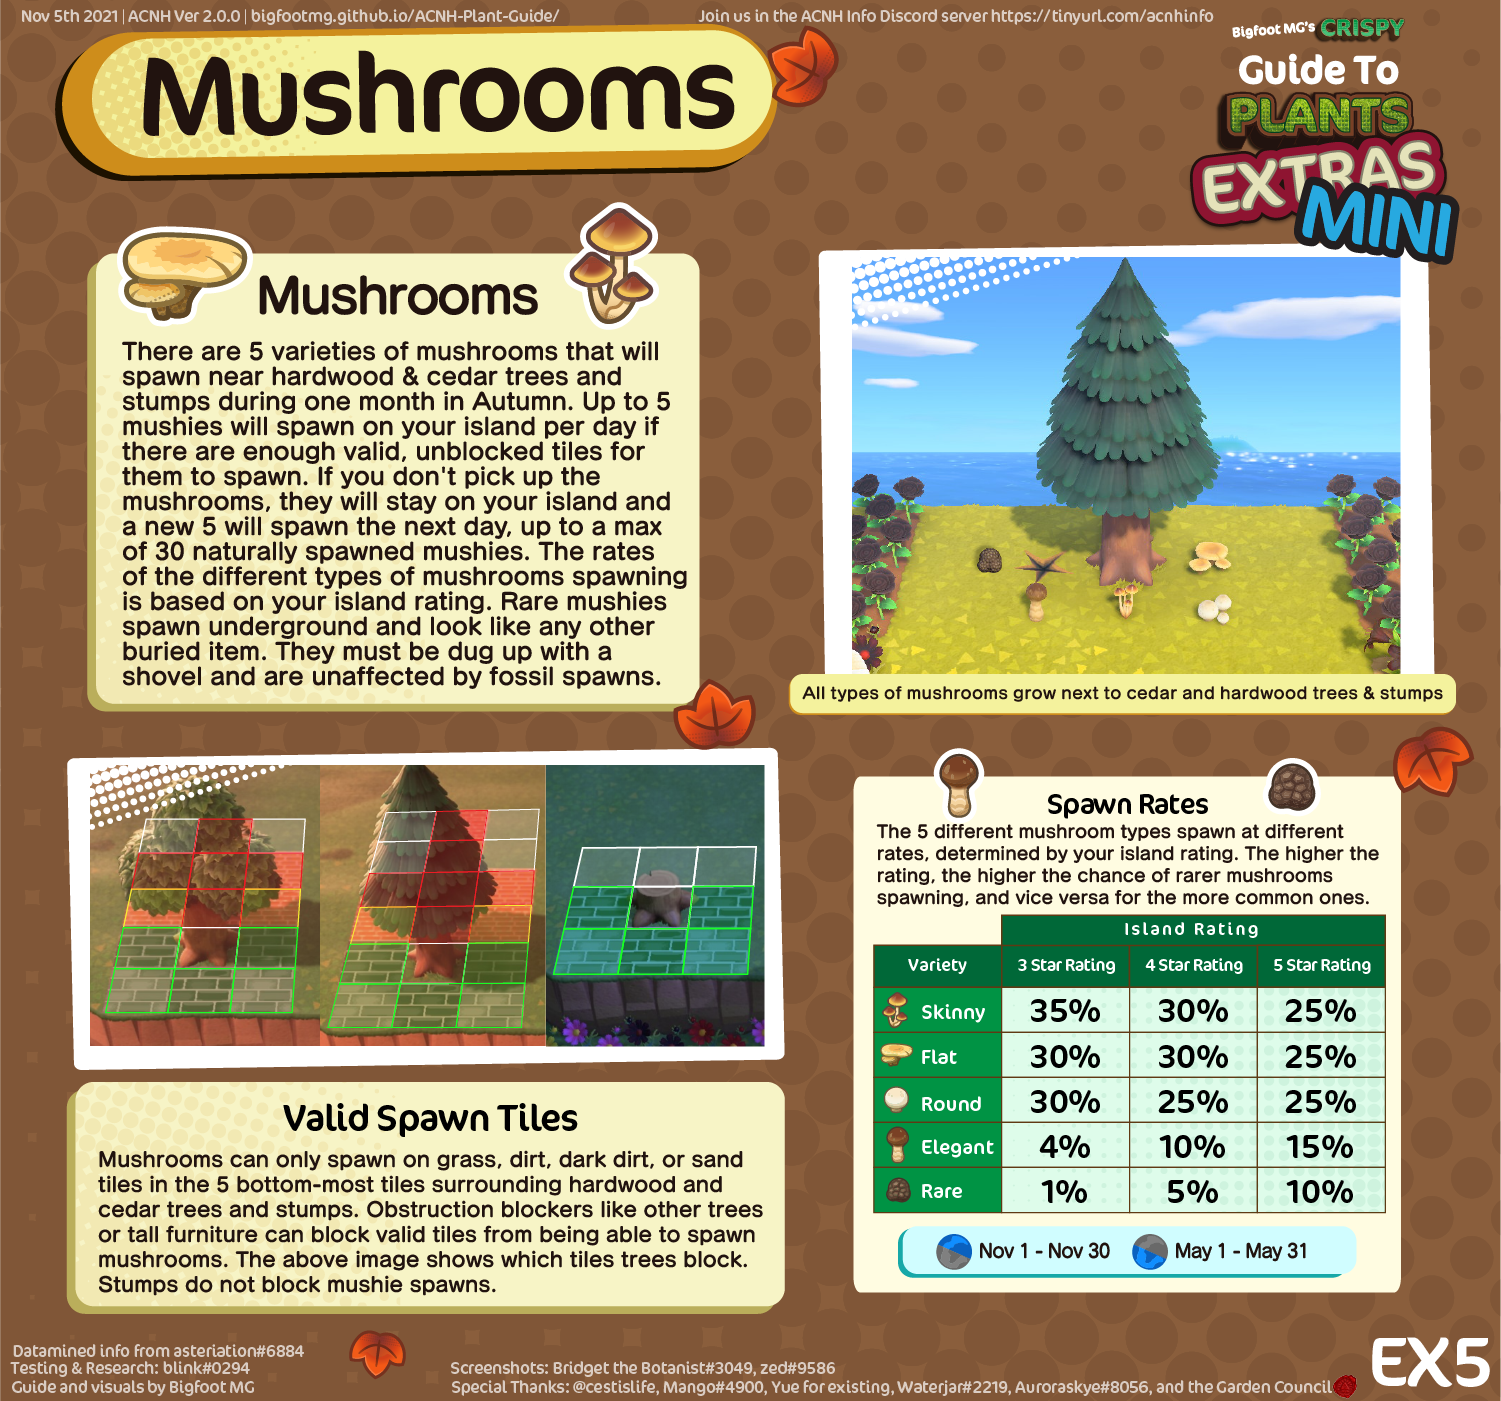 Nov 5th 2021 | ACNH Ver 2.0.0 | bigfootmg.github.io/ACNH-Plant-Guide/
Join us in the ACNH Info Discord server https://tinyurl.com/acnhinfo
Bigfoot MG's CRISPY
Guide To
PLANTS
EXTRAS
MINI
Mushrooms
Mushrooms
There are 5 varieties of mushrooms that will
spawn near hardwood & cedar trees and
stumps during one month in Autumn. Up to 5
mushies will spawn on your island per day if
there are enough valid, unblocked tiles for
them to spawn. If you don't pick up the
mushrooms, they will stay on your island and
a new 5 will spawn the next day, up to a max
of 30 naturally spawned mushies. The rates
of the different types of mushrooms spawning
is based on your island rating. Rare mushies
spawn underground and look like any other
buried item. They must be dug up with a
shovel and are unaffected by fossil spawns.
All types of mushrooms grow next to cedar and hardwood trees & stumps
Valid Spawn Tiles
Mushrooms can only spawn on grass, dirt, dark dirt, or sand
tiles in the 5 bottom-most tiles surrounding hardwood and
cedar trees and stumps. Obstruction blockers like other trees
or tall furniture can block valid tiles from being able to spawn
mushrooms. The above image shows which tiles trees block.
Stumps do not block mushie spawns.
Spawn Rates
The 5 different mushroom types spawn at different
rates, determined by your island rating. The higher the
rating, the higher the chance of rarer mushrooms
spawning, and vice versa for the more common ones.
Island Rating
Variety 3 Star Rating 4 Star Rating 5 Star Rating
Skinny 35% 30% 25%
Flat 30% 30% 25%
Round 30% 25% 25%
Elegant 4% 10% 15%
Rare 1% 5% 10%
Nov 1 - Nov 30 May 1 - May 31
Datamined info from asteriation#6884
Testing & Research: blink#0294
Guide and visuals by Bigfoot MG
Screenshots: Bridget the Botanist#3049, zed#9586
Special Thanks: @cestislife, Mango#4900, Yue for existing, Waterjar#2219, Auroraskye#8056, and the Garden Council
EX5